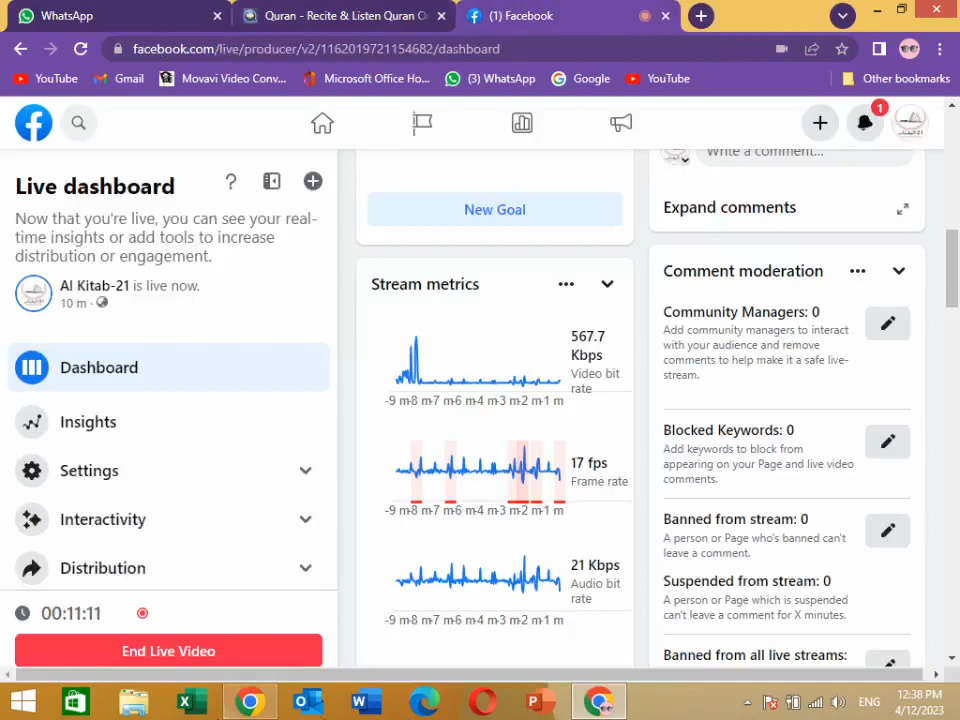 WhatsApp
Quran - Recite & Listen Quran O
(1) Facebook
facebook.com/live/producer/v2/1162019721154682/dashboard
YouTube
Gmail
Movavi Video Conv...
Microsoft Office Ho...
(3) WhatsApp
Google
YouTube
Other bookmarks
1
Live dashboard
Now that you're live, you can see your real-
time insights or add tools to increase
distribution or engagement.
Al Kitab-21 is live now.
10 m
Dashboard
Insights
Settings
Interactivity
Distribution
00:11:11
End Live Video
New Goal
Stream metrics
567.7
Kbps
Video bit
rate
-9 m-8 m-7 m-6 m-4 m-3 m-2 m-1 m
17 fps
Frame rate
-9 m-8 m-7 m-6 m-4 m-3 m-2 m-1 m
21 Kbps
Audio bit
rate
-9 m-8 m-7 m-6 m-4 m-3 m-2 m-1 m
Write a comment...
Expand comments
Comment moderation
Community Managers: 0
Add community managers to interact
with your audience and remove
comments to help make it a safe live-
stream.
Blocked Keywords: 0
Add keywords to block from
appearing on your Page and live video
comments.
Banned from stream: 0
A person or Page who's banned can't
leave a comment.
Suspended from stream: 0
A person or Page which is suspended
can't leave a comment for X minutes.
Banned from all live streams:
ENG
12:38 PM
4/12/2023